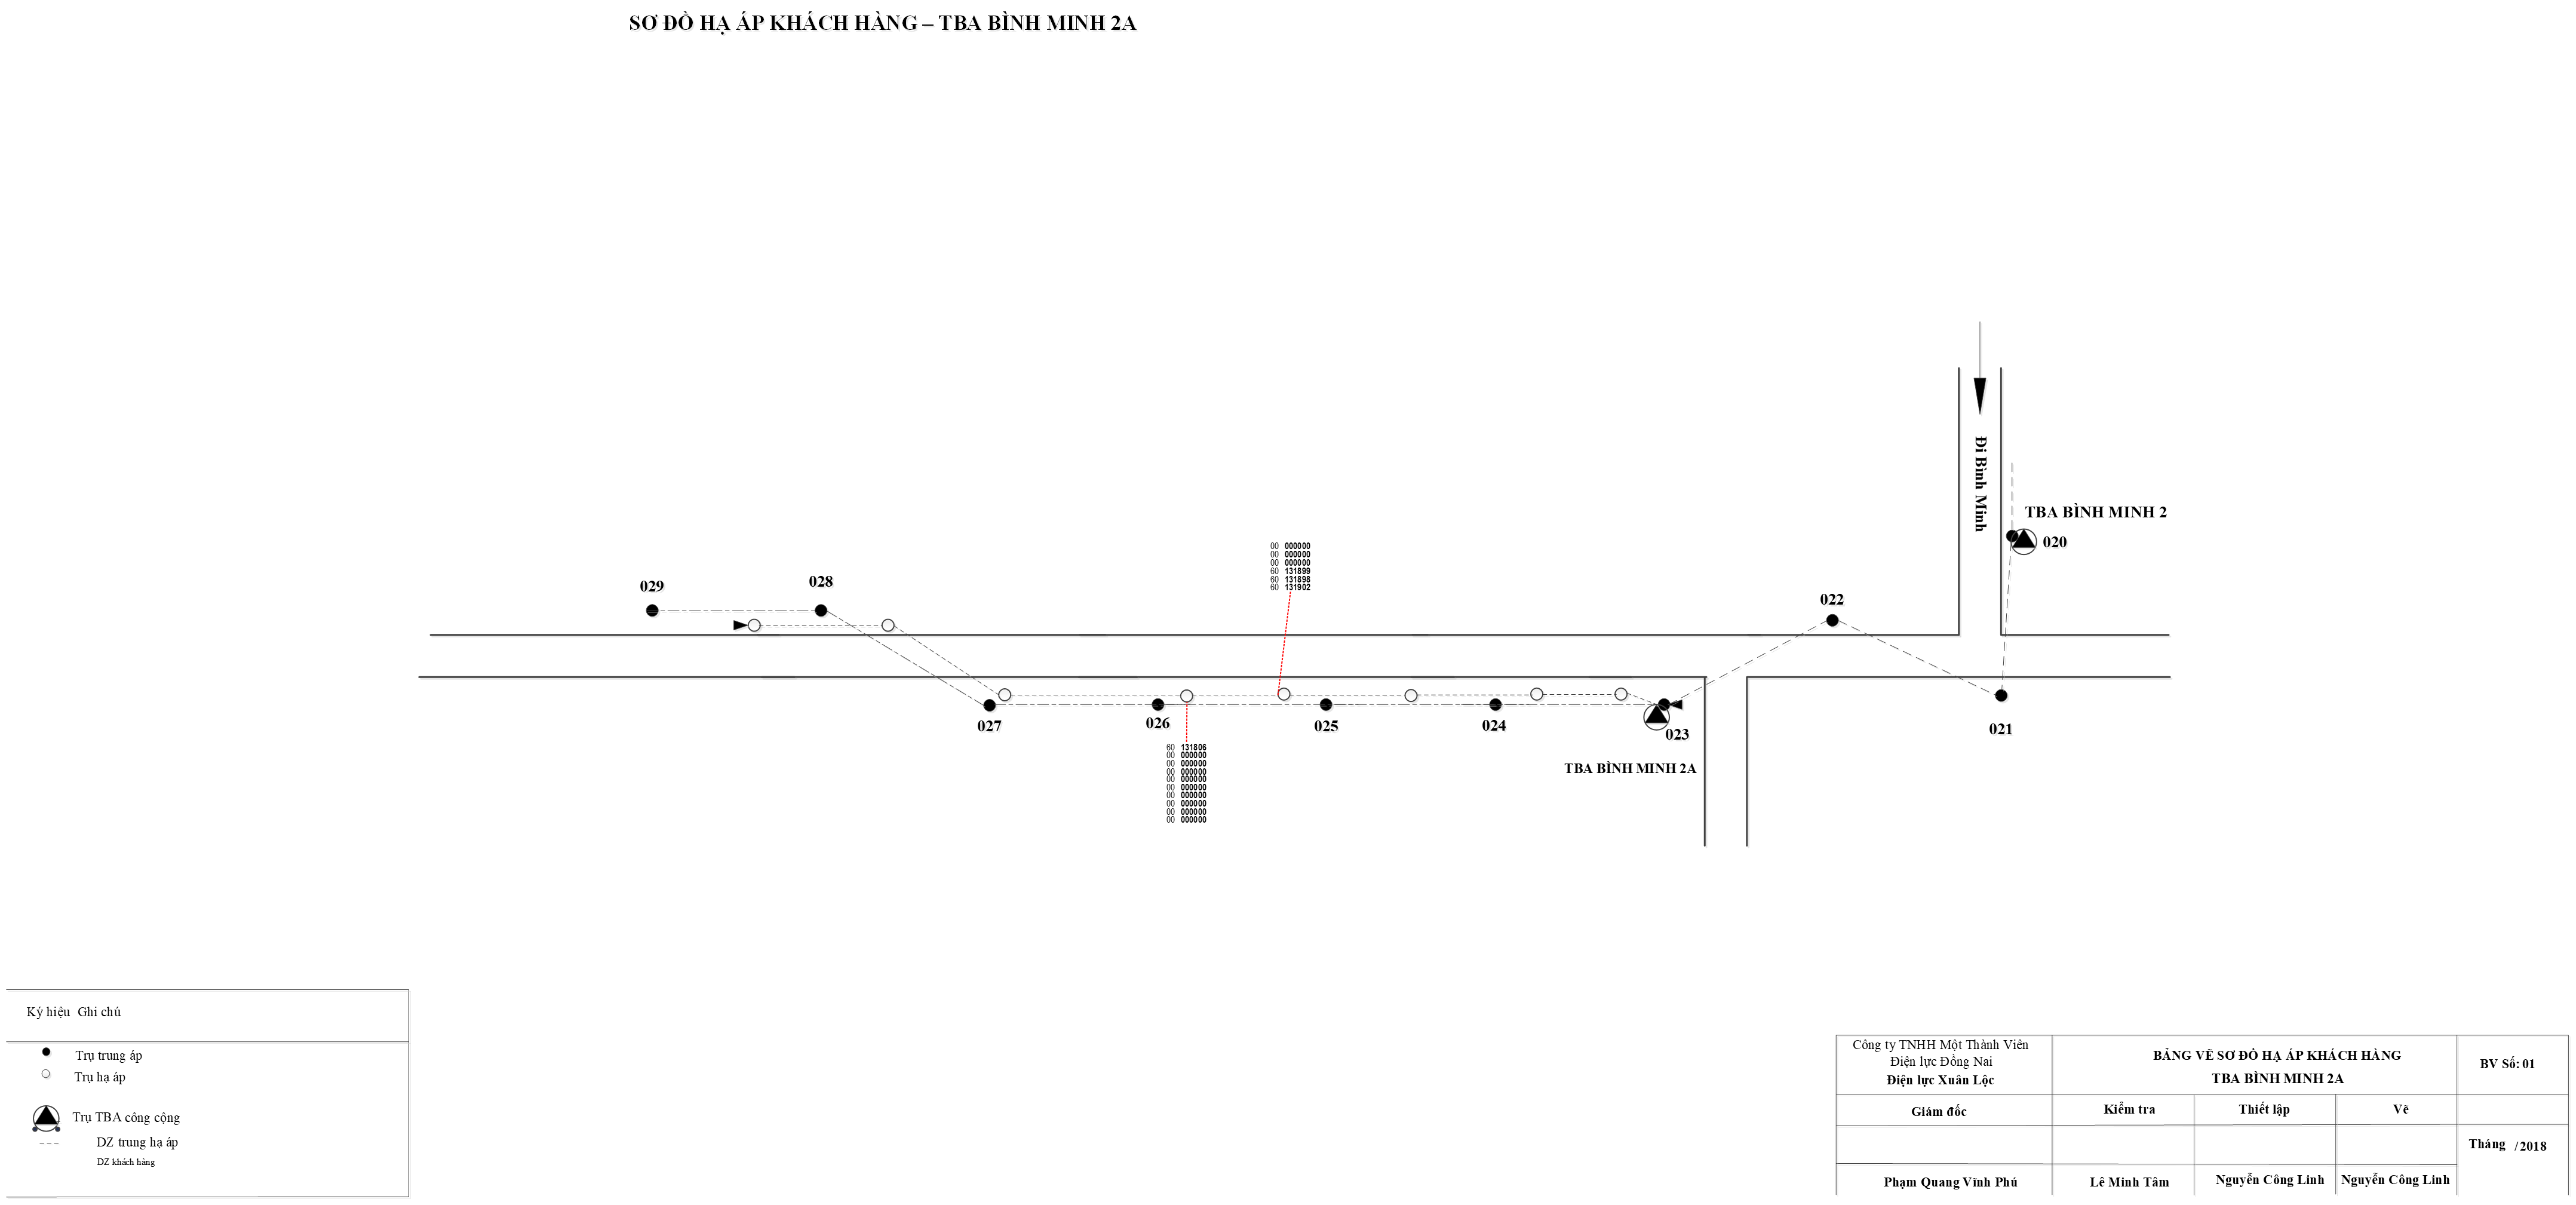 SƠ ĐỒ HẠ ÁP KHÁCH HÀNG – TBA BÌNH MINH 2A
Đi Bình Minh
TBA BÌNH MINH 2
020
00 000000
00 000000
00 000000
60 131899
60 131898
60 131902
029
028
022
027
026
025
024
023
021
60 131806
00 000000
00 000000
00 000000
00 000000
00 000000
00 000000
00 000000
00 000000
00 000000
TBA BÌNH MINH 2A
Ký hiệu Ghi chú
Trụ trung áp
Trụ hạ áp
Trụ TBA công cộng
DZ trung hạ áp
DZ khách hàng
Công ty TNHH Một Thành Viên
Điện lực Đồng Nai
Điện lực Xuân Lộc
BẢNG VẼ SƠ ĐỒ HẠ ÁP KHÁCH HÀNG
TBA BÌNH MINH 2A
BV Số: 01
Giám đốc
Kiểm tra
Thiết lập
Vẽ
Tháng /2018
Phạm Quang Vĩnh Phú
Lê Minh Tâm
Nguyễn Công Linh
Nguyễn Công Linh